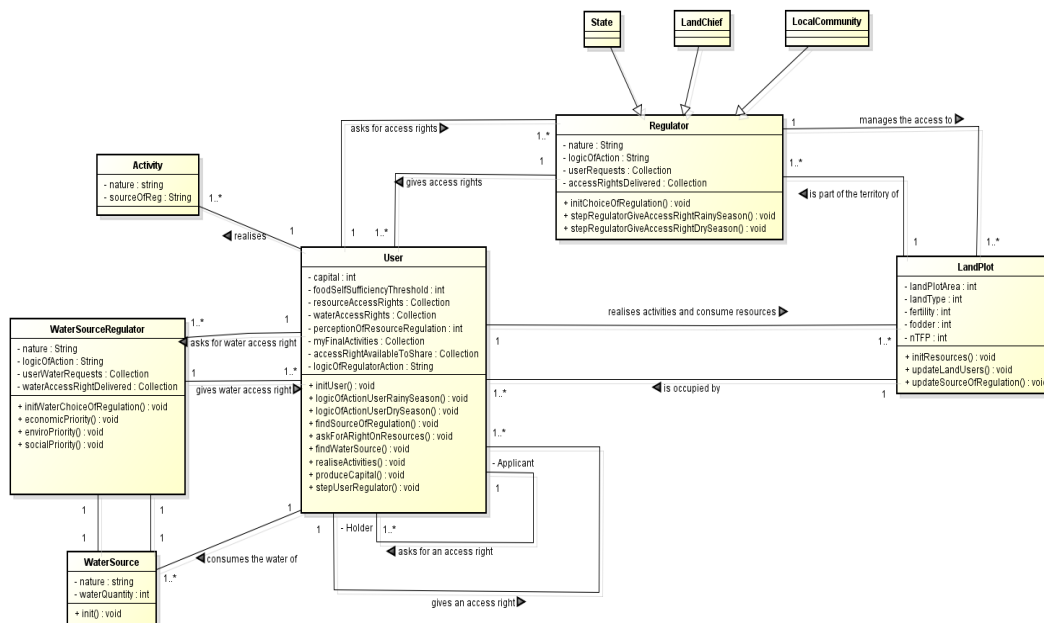 State
LandChief
LocalCommunity
asks for access rights
1..*
Regulator
- nature : String
- logicOfAction : String
- userRequests : Collection
- accessRightsDelivered : Collection
+ initChoiceOfRegulation() : void
+ stepRegulatorGiveAccessRightRainySeason() : void
+ stepRegulatorGiveAccessRightDrySeason() : void
1
manages the access to
1..*
is part of the territory of
1
1..*
1
gives access rights
1
1..*
Activity
- nature : string
- sourceOfReg : String
1..*
1
realises
User
- capital : int
- foodSelfSufficiencyThreshold : int
- resourceAccessRights : Collection
- waterAccessRights : Collection
- perceptionOfResourceRegulation : int
- myFinalActivities : Collection
- accessRightAvailableToShare : Collection
- logicOfRegulatorAction : String
+ initUser() : void
+ logicOfActionUserRainySeason() : void
+ logicOfActionUserDrySeason() : void
+ findSourceOfRegulation() : void
+ askForARightOnResources() : void
+ findWaterSource() : void
+ realiseActivities() : void
+ produceCapital() : void
+ stepUserRegulator() : void
LandPlot
- landPlotArea : int
- landType : int
- fertility : int
- fodder : int
- nTFP : int
+ initResources() : void
+ updateLandUsers() : void
+ updateSourceOfRegulation() : vo
realises activities and consume resources
1
1..*
is occupied by
1..*
1
WaterSourceRegulator
- nature : String
- logicOfAction : String
- userWaterRequests : Collection
- waterAccessRightDelivered : Collection
+ initWaterChoiceOfRegulation() : void
+ economicPriority() : void
+ enviroPriority() : void
+ socialPriority() : void
1..*
1
asks for water access right
1
1..*
gives water access right
1..*
- Applicant
1
- Holder
1..*
asks for an access right
1
gives an access right
1
1
1
1
WaterSource
- nature : string
- waterQuantity : int
+ init() : void
1
consumes the water of
1..*